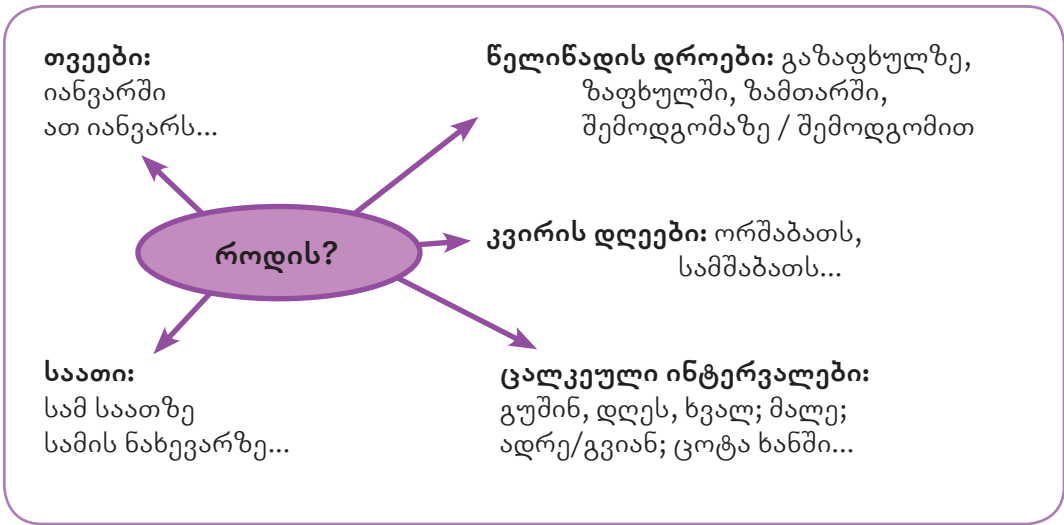 თვეები:
იანვარში
ათ იანვარს...
წელიწადის დროები: გაზაფხულზე,
ზაფხულში, ზამთარში,
შემოდგომაზე / შემოდგომით
როდის?
კვირის დღეები: ორშაბათს,
სამშაბათს...
საათი:
სამ საათზე
სამის ნახევარზე...
ცალკეული ინტერვალები:
გუშინ, დღეს, ხვალ; მალე;
ადრე/გვიან; ცოტა ხანში...